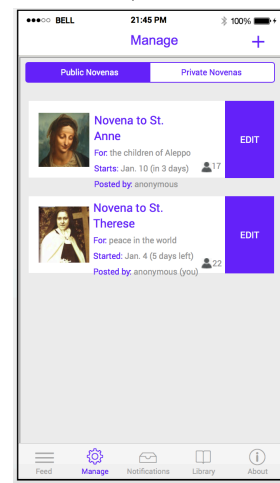 BELL 21:45 PM 100%
Manage +
Public Novenas Private Novenas
Novena to St.
Anne
For: the children of Aleppo
Starts: Jan. 10 (in 3 days) 17
Posted by: anonymous
EDIT
Novena to St.
Therese
For: peace in the world
Started: Jan. 4 (5 days left) 22
Posted by: anonymous (you)
EDIT
Feed Manage Notifications Library About